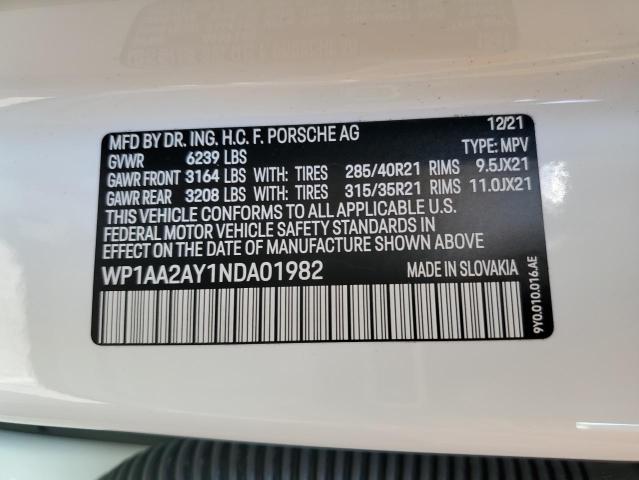 MFD BY DR. ING. H.C. F. PORSCHE AG 12/21
GVWR 6239 LBS TYPE: MPV
GAWR FRONT 3164 LBS WITH: TIRES 285/40R21 RIMS 9.5JX21
GAWR REAR 3208 LBS WITH: TIRES 315/35R21 RIMS 11.0JX21
THIS VEHICLE CONFORMS TO ALL APPLICABLE U.S.
FEDERAL MOTOR VEHICLE SAFETY STANDARDS IN
EFFECT ON THE DATE OF MANUFACTURE SHOWN ABOVE.
WP1AA2AY1NDA01982 MADE IN SLOVAKIA
9Y0.010.016.AE